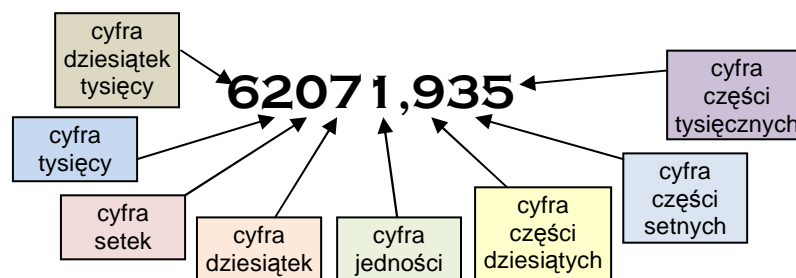 cyfra
dziesiątek
tysięcy
62071,935
cyfra
części
tysięcznych
cyfra
tysięcy
cyfra
setek
cyfra
dziesiątek
cyfra
jedności
cyfra
części
dziesiątych
cyfra
części
setnych